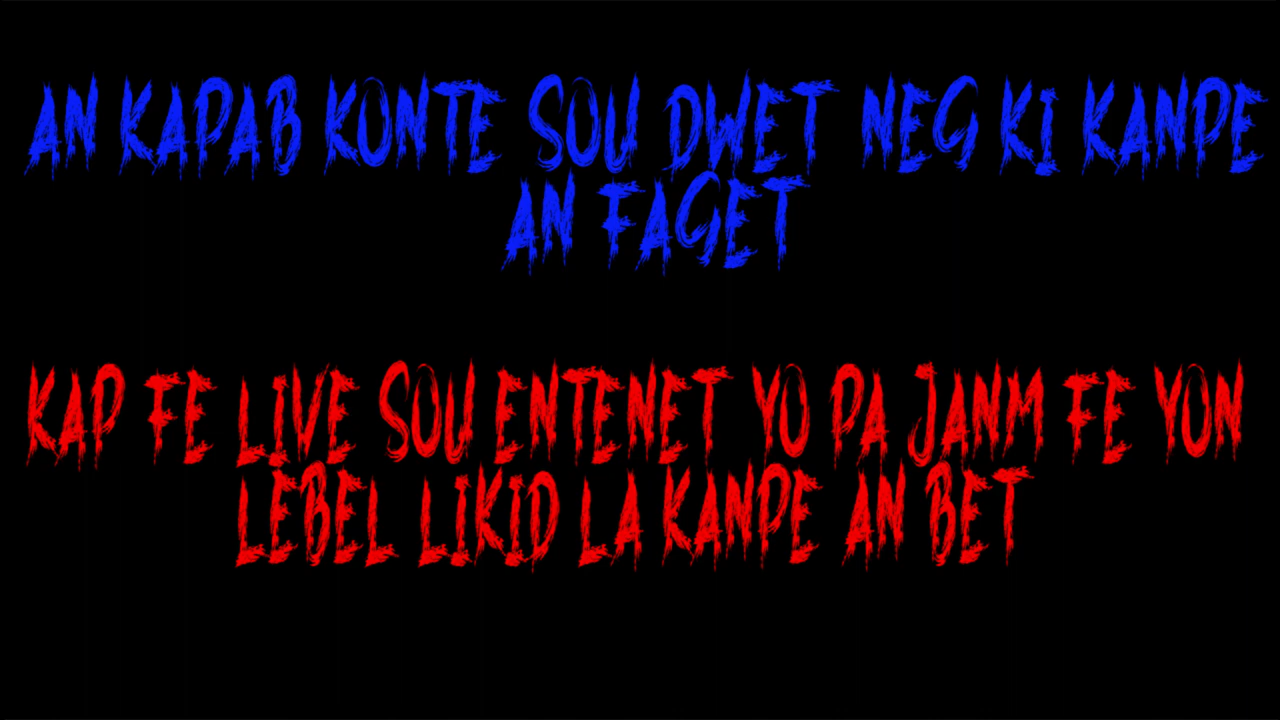 AN KAPAB KONTE SOU DWET NEG KI KANPE
AN FAGET
KAP FE LIVE SOU ENTENET YO PA JANM FE YON
LEBEL LIKID LA KANPE AN BET